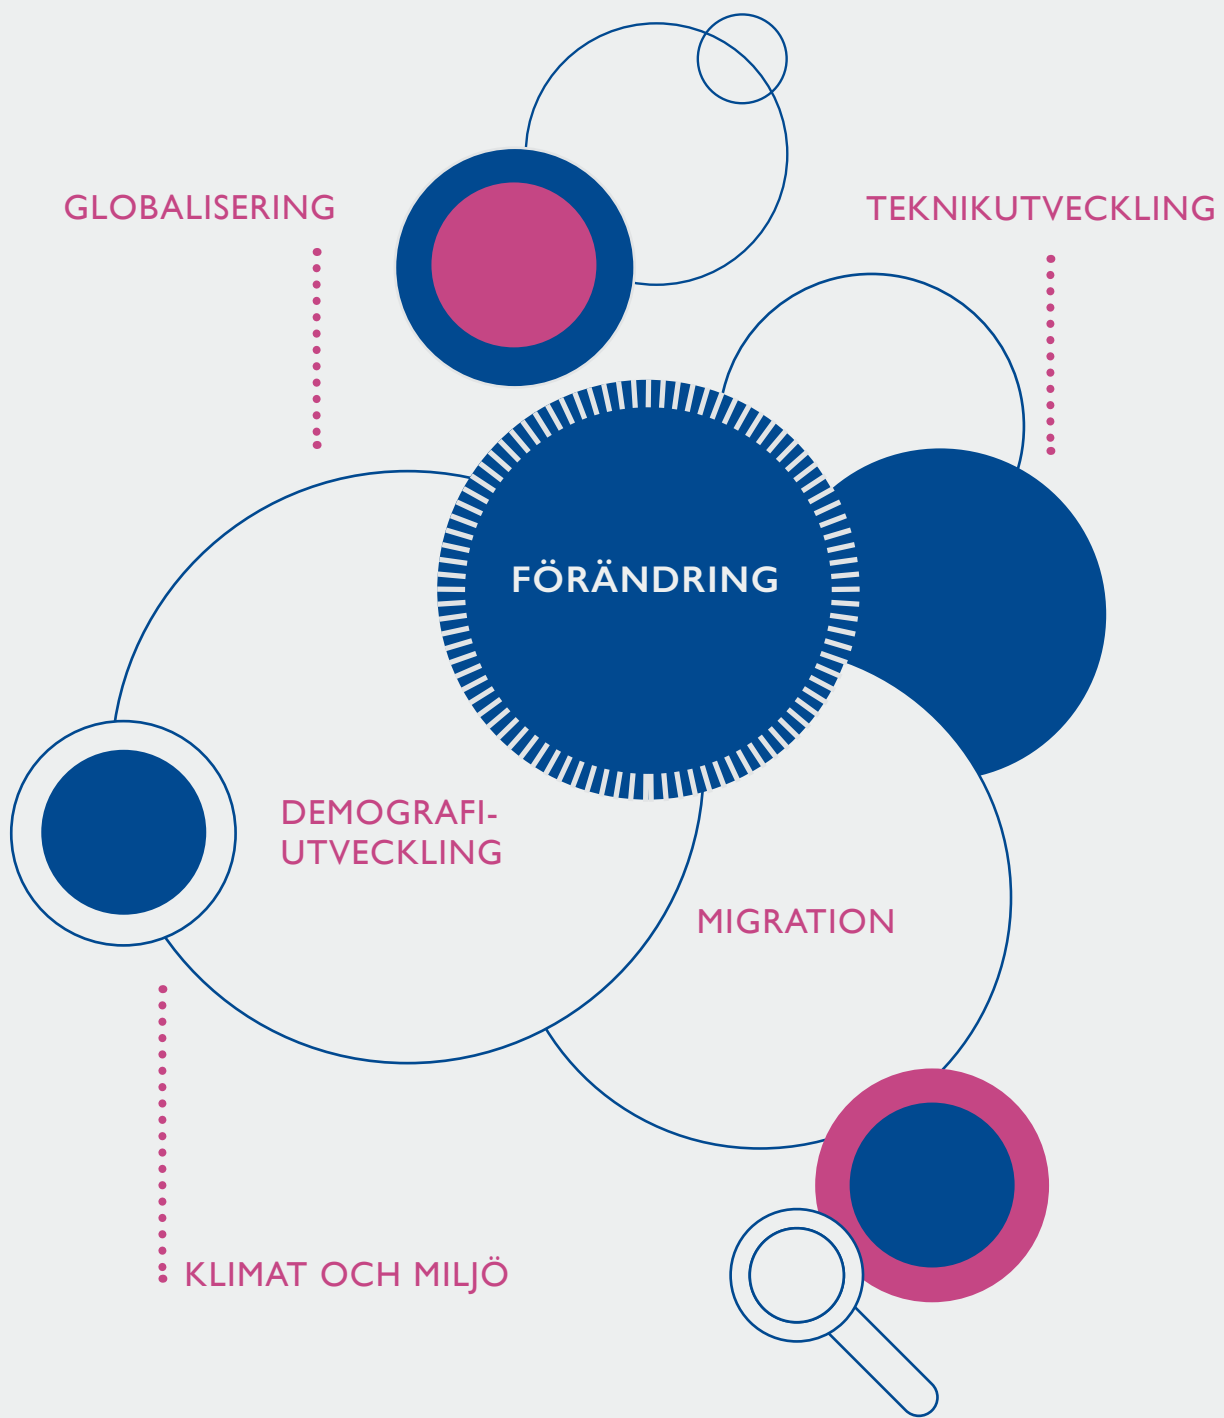 GLOBALISERING
TEKNIKUTVECKLING
FÖRÄNDRING
DEMOGRAFI-
UTVECKLING
MIGRATION
KLIMAT OCH MILJÖ